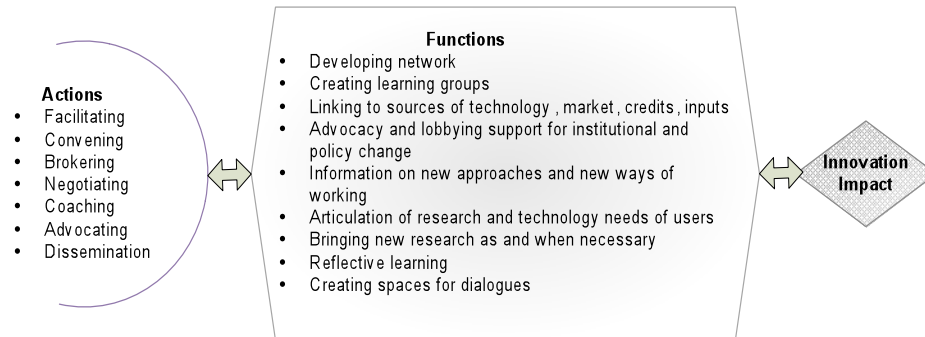 Actions
• Facilitating
• Convening
• Brokering
• Negotiating
• Coaching
• Advocating
• Dissemination
Functions
• Developing network
• Creating learning groups
• Linking to sources of technology , market , credits , inputs
• Advocacy and lobbying support for institutional and
policy change
• Information on new approaches and new ways of
working
• Articulation of research and technology needs of users
• Bringing new research as and when necessary
• Reflective learning
• Creating spaces for dialogues
Innovation
Impact